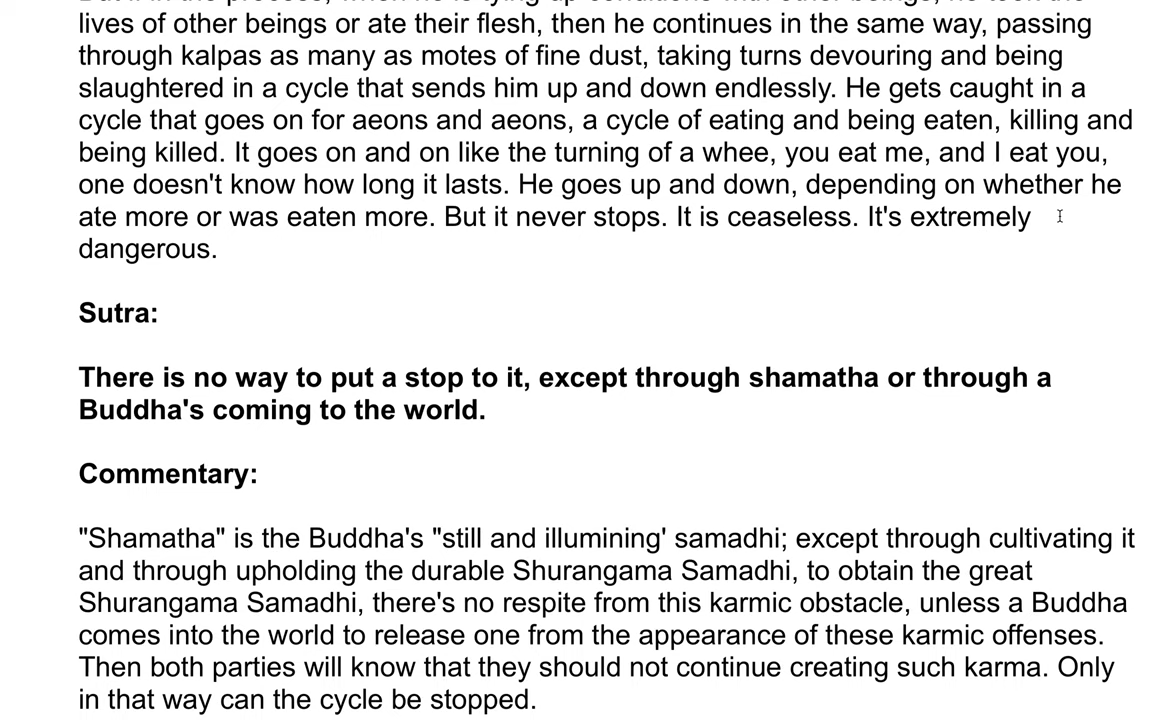 lives of other beings or ate their flesh, then he continues in the same way, passing
through kalpas as many as motes of fine dust, taking turns devouring and being
slaughtered in a cycle that sends him up and down endlessly. He gets caught in a
cycle that goes on for aeons and aeons, a cycle of eating and being eaten, killing and
being killed. It goes on and on like the turning of a whee, you eat me, and I eat you,
one doesn't know how long it lasts. He goes up and down, depending on whether he
ate more or was eaten more. But it never stops. It is ceaseless. It's extremely
dangerous.
Sutra:
There is no way to put a stop to it, except through shamatha or through a
Buddha's coming to the world.
Commentary:
"Shamatha" is the Buddha's "still and illumining' samadhi; except through cultivating it
and through upholding the durable Shurangama Samadhi, to obtain the great
Shurangama Samadhi, there's no respite from this karmic obstacle, unless a Buddha
comes into the world to release one from the appearance of these karmic offenses.
Then both parties will know that they should not continue creating such karma. Only
in that way can the cycle be stopped.